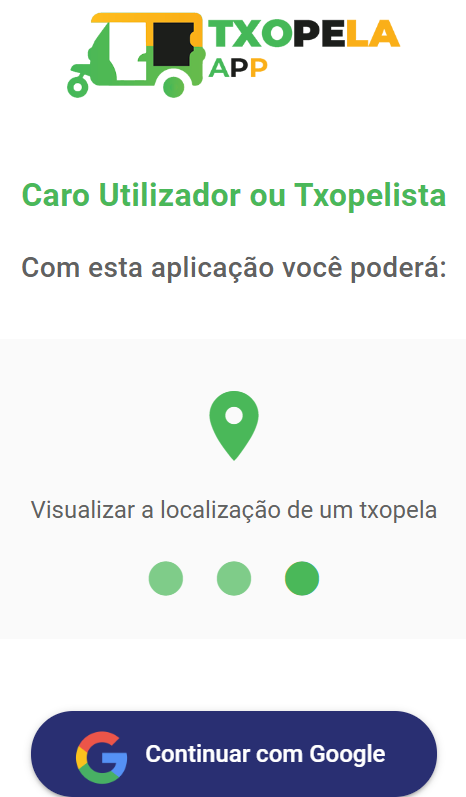 TXOPELA
APP
Caro Utilizador ou Txopelista
Com esta aplicação você poderá:
Visualizar a localização de um txopela
Continuar com Google